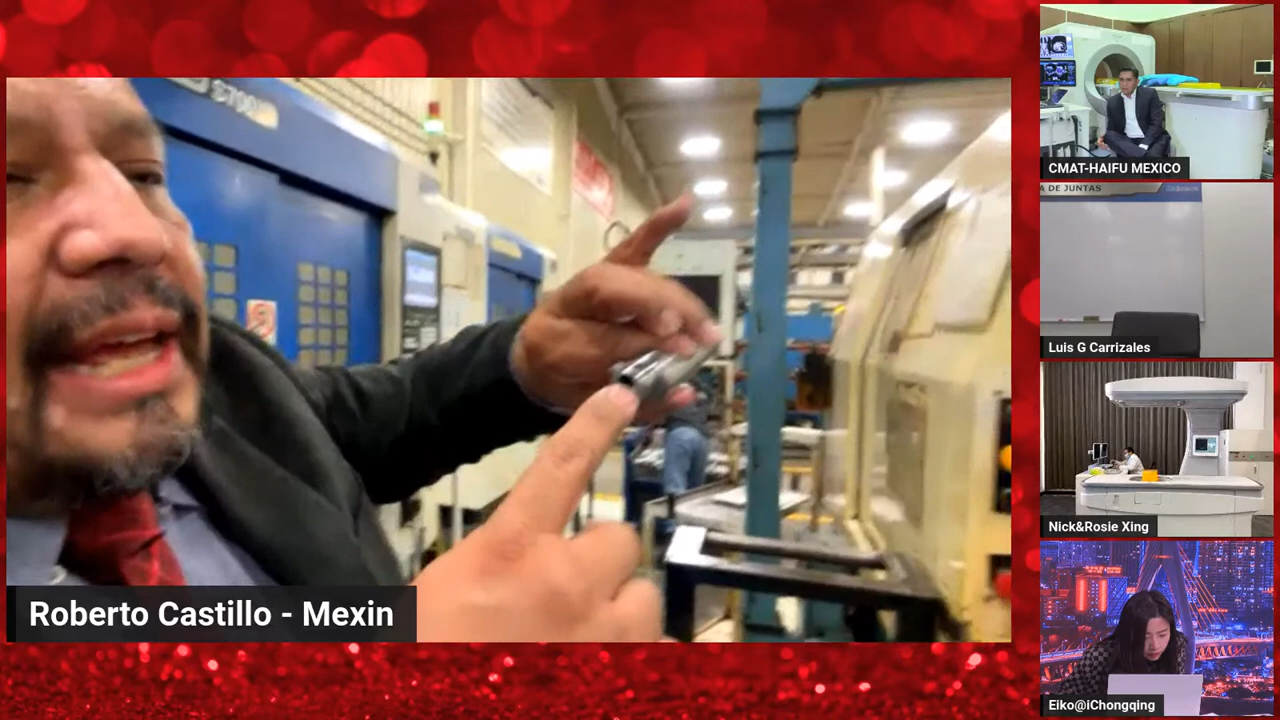 Roberto Castillo - Mexin
CMAT-HAIFU MEXICO
A DE JUNTAS
Luis G Carrizales
Nick&Rosie Xing
Eiko@iChongqing